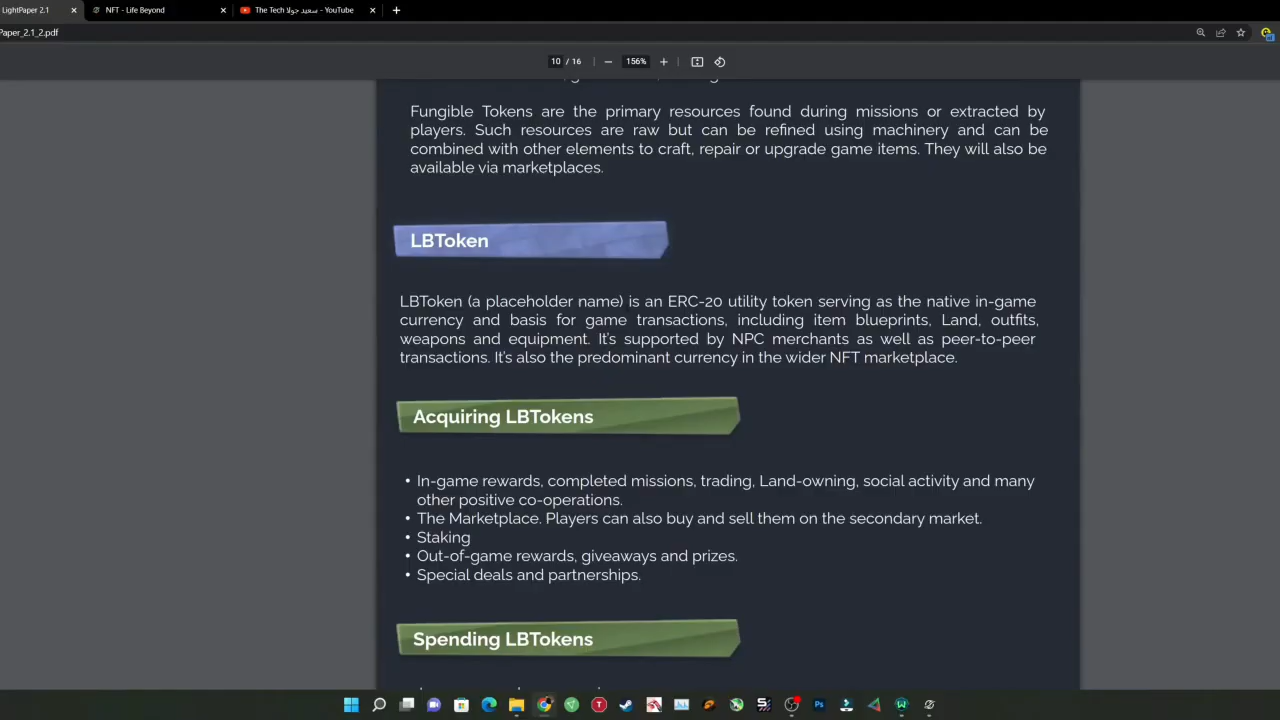 LightPaper 2.1
NFT - Life Beyond
The Tech سعيد جولا - YouTube
Paper_2.1_2.pdf
10 / 16
156%
Fungible Tokens are the primary resources found during missions or extracted by
players. Such resources are raw but can be refined using machinery and can be
combined with other elements to craft, repair or upgrade game items. They will also be
available via marketplaces.
LBToken
LBToken (a placeholder name) is an ERC-20 utility token serving as the native in-game
currency and basis for game transactions, including item blueprints, Land, outfits,
weapons and equipment. It's supported by NPC merchants as well as peer-to-peer
transactions. It's also the predominant currency in the wider NFT marketplace.
Acquiring LBTokens
• In-game rewards, completed missions, trading, Land-owning, social activity and many
other positive co-operations.
• The Marketplace. Players can also buy and sell them on the secondary market.
• Staking
• Out-of-game rewards, giveaways and prizes.
• Special deals and partnerships.
Spending LBTokens